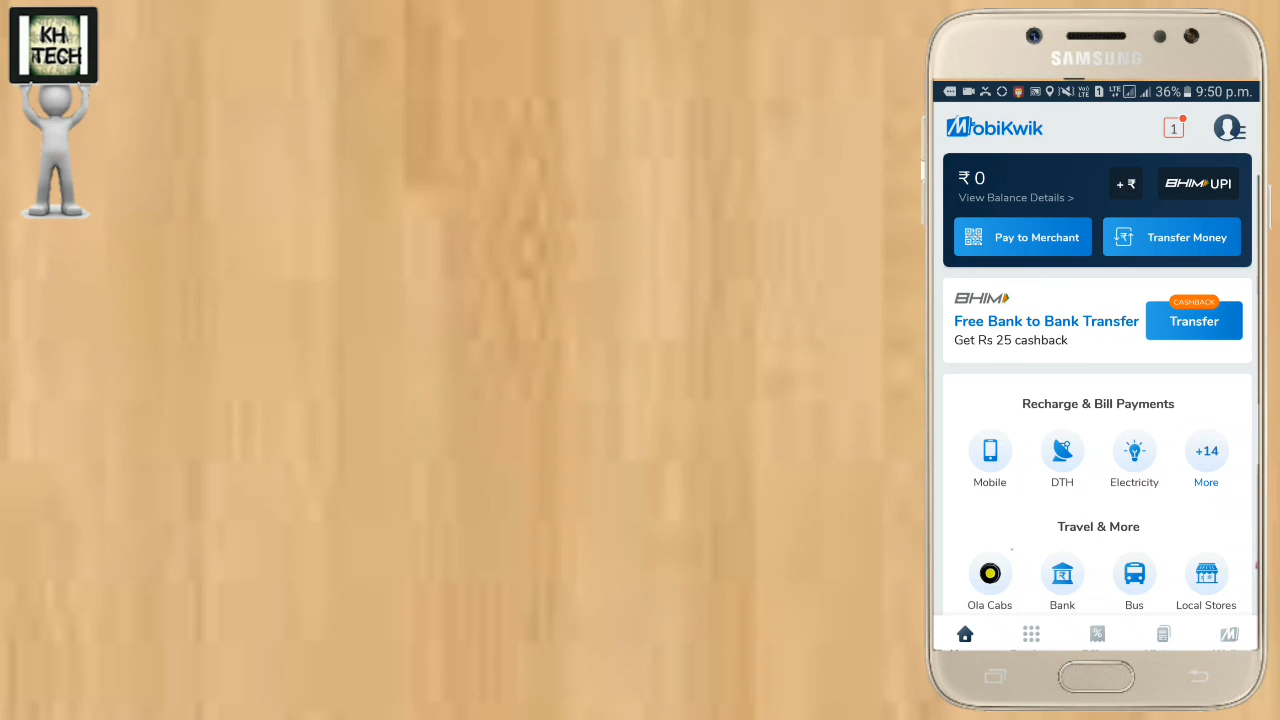 KH
TECH
SAMSUNG
1 36% 9:50 p.m.
MobiKwik
1
₹ 0
View Balance Details >
+ ₹
BHIM UPI
Pay to Merchant
Transfer Money
BHIM
CASHBACK
Free Bank to Bank Transfer
Transfer
Get Rs 25 cashback
Recharge & Bill Payments
+14
Mobile
DTH
Electricity
More
Travel & More
Ola Cabs
Bank
Bus
Local Stores